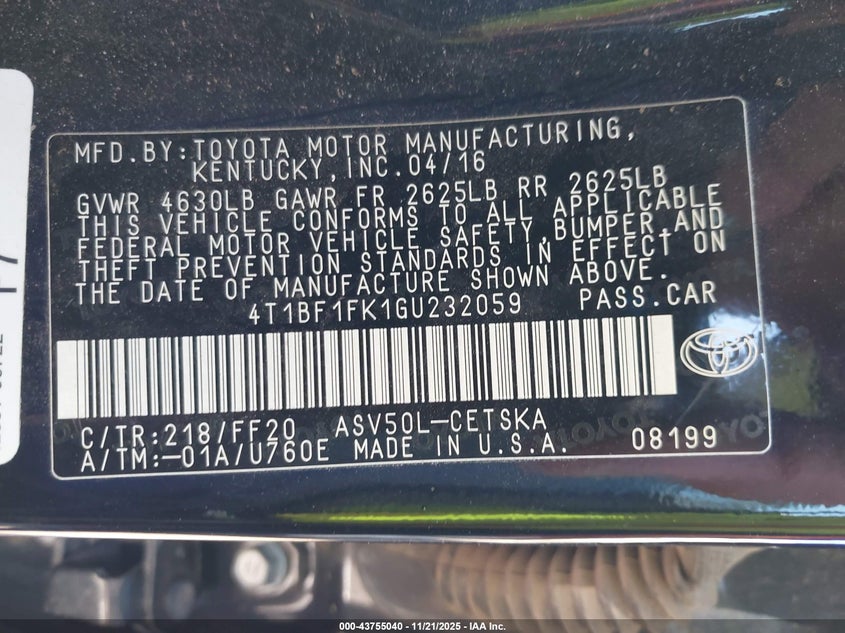 MFD.BY:TOYOTA MOTOR MANUFACTURING,
KENTUCKY,INC.04/16
GVWR 4630LB GAWR FR 2625LB RR 2625LB
THIS VEHICLE CONFORMS TO ALL APPLICABLE
FEDERAL MOTOR VEHICLE SAFETY,BUMPER,AND
THEFT PREVENTION STANDARDS IN EFFECT ON
THE DATE OF MANUFACTURE SHOWN ABOVE.
4T1BF1FK1GU232059 PASS.CAR
C/TR:218/FF20 ASV50L-CETSKA
A/TM:-01A/U760E MADE IN U.S.A. 08199
000-43755040 - 11/21/2025 - IAA Inc.